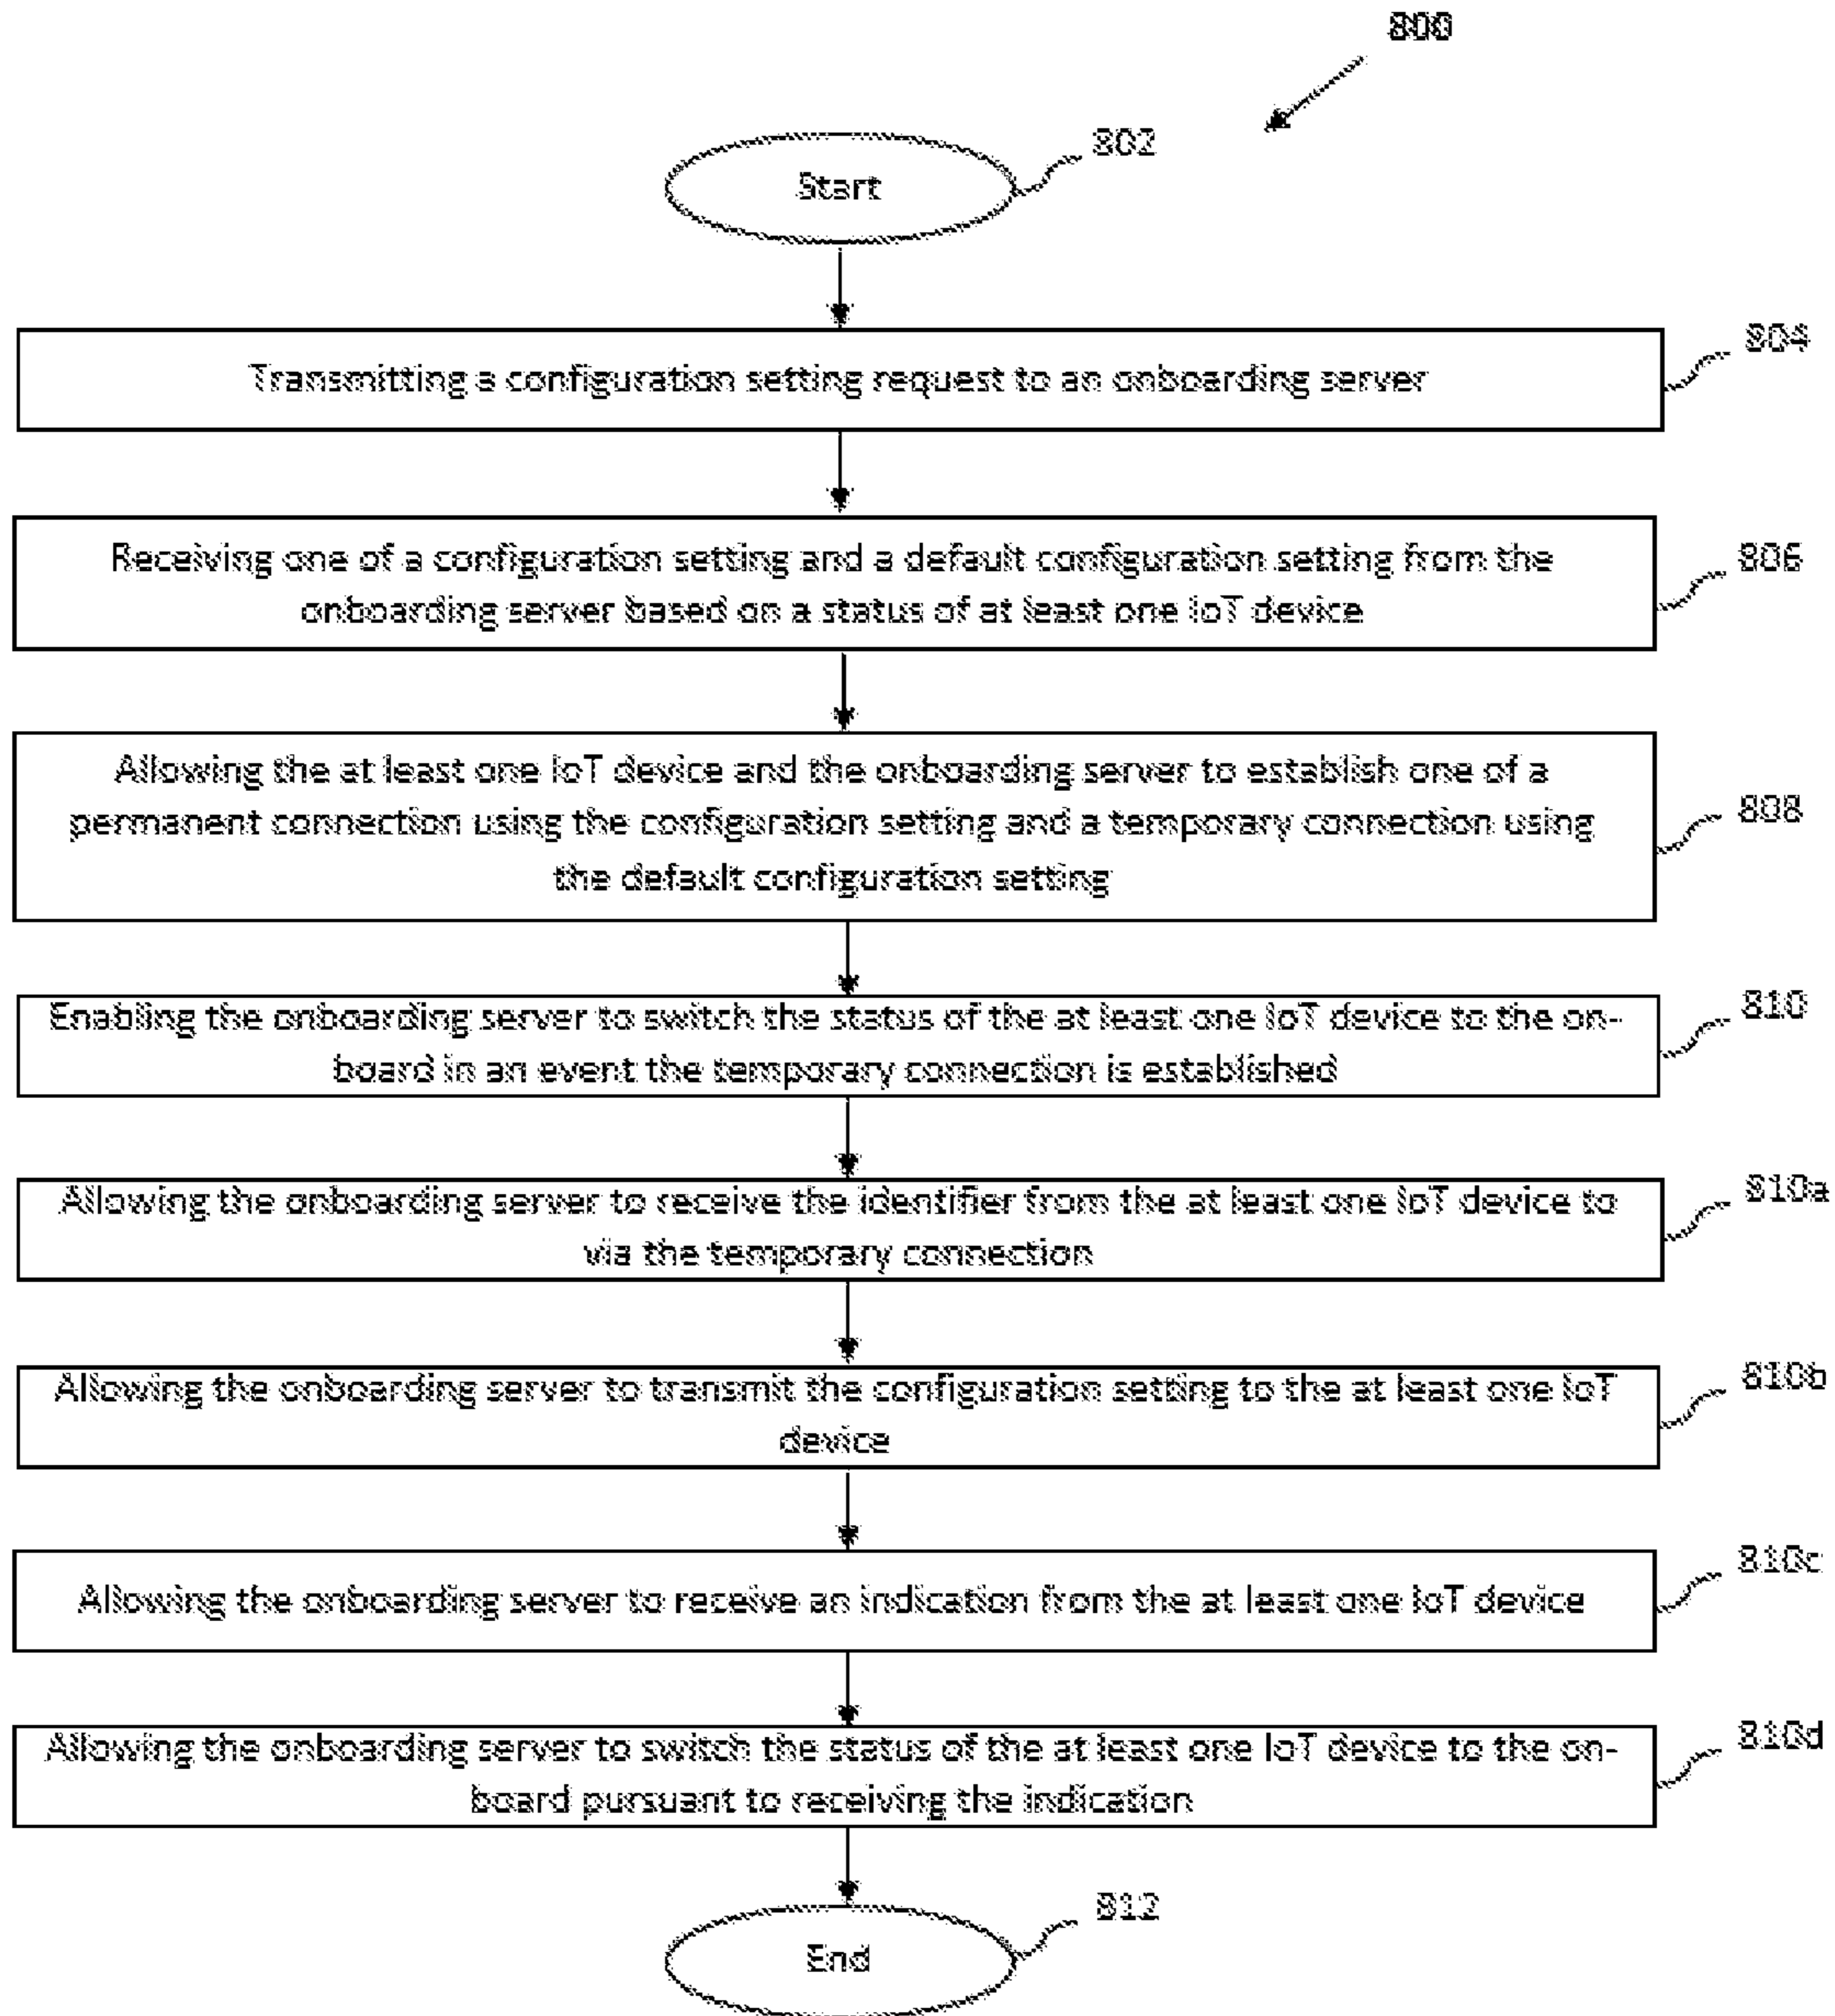 800
802
Start
804
Transmitting a configuration setting request to an onboarding server
806
Receiving one of a configuration setting and a default configuration setting from the
onboarding server based on a status of at least one IoT device
808
Allowing the at least one IoT device and the onboarding server to establish one of a
permanent connection using the configuration setting and a temporary connection using
the default configuration setting
810
Enabling the onboarding server to switch the status of the at least one IoT device to the on-
board in an event the temporary connection is established
810a
Allowing the onboarding server to receive the identifier from the at least one IoT device to
via the temporary connection
810b
Allowing the onboarding server to transmit the configuration setting to the at least one IoT
device
810c
Allowing the onboarding server to receive an indication from the at least one IoT device
810d
Allowing the onboarding server to switch the status of the at least one IoT device to the on-
board pursuant to receiving the indication
812
End